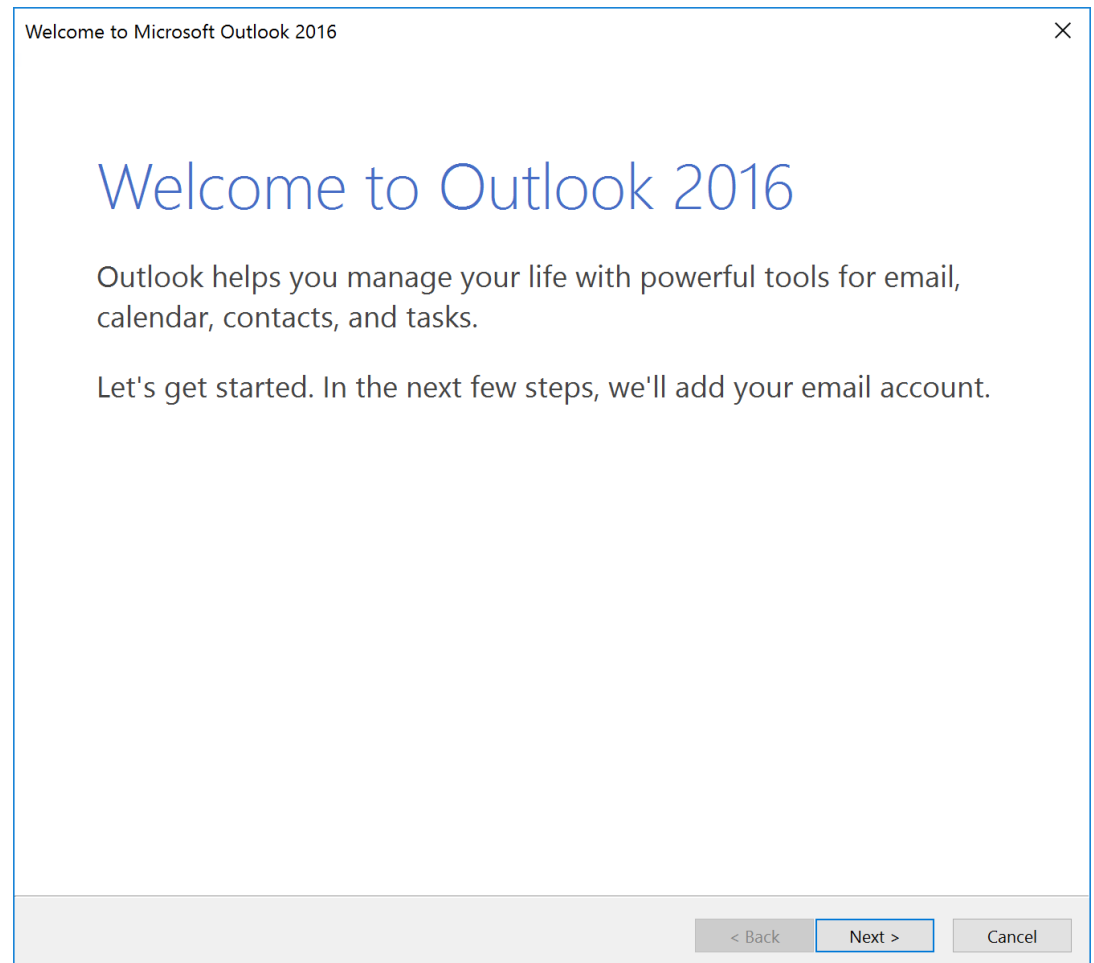 Welcome to Microsoft Outlook 2016
Welcome to Outlook 2016
Outlook helps you manage your life with powerful tools for email,
calendar, contacts, and tasks.
Let's get started. In the next few steps, we'll add your email account.
< Back Next > Cancel